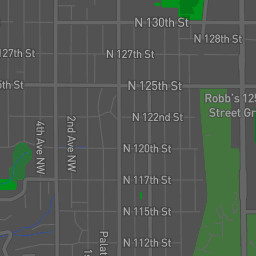 N 130th St
N 128th St
127th St
N 127th St
5th St
N 125th St
Robb's 125
Street Gr
N 122nd St
4th Ave NW
2nd Ave NW
N 120th St
N 117th St
N 115th St
Palat
N 112th St